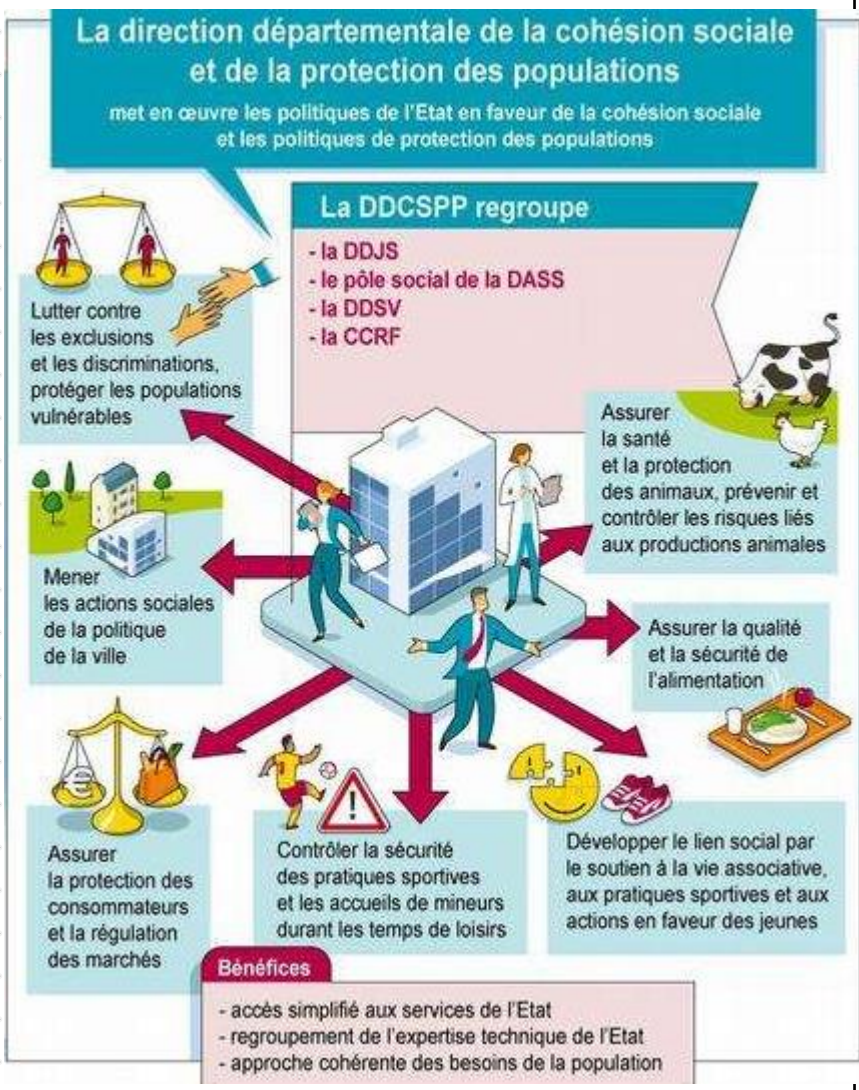 La direction départementale de la cohésion sociale
et de la protection des populations
met en œuvre les politiques de l'Etat en faveur de la cohésion sociale
et les politiques de protection des populations
La DDCSPP regroupe
- la DDJS
- le pôle social de la DASS
- la DDSV
- la CCRF
Lutter contre
les exclusions
et les discriminations,
protéger les populations
vulnérables
Assurer
la santé
et la protection
des animaux, prévenir et
contrôler les risques liés
aux productions animales
Mener
les actions sociales
de la politique
de la ville
Assurer la qualité
et la sécurité de
l'alimentation
€
Assurer
la protection des
consommateurs
et la régulation
des marchés
!
Contrôler la sécurité
des pratiques sportives
et les accueils de mineurs
durant les temps de loisirs
Développer le lien social par
le soutien à la vie associative,
aux pratiques sportives et aux
actions en faveur des jeunes
Bénéfices
- accès simplifié aux services de l'Etat
- regroupement de l'expertise technique de l'Etat
- approche cohérente des besoins de la population